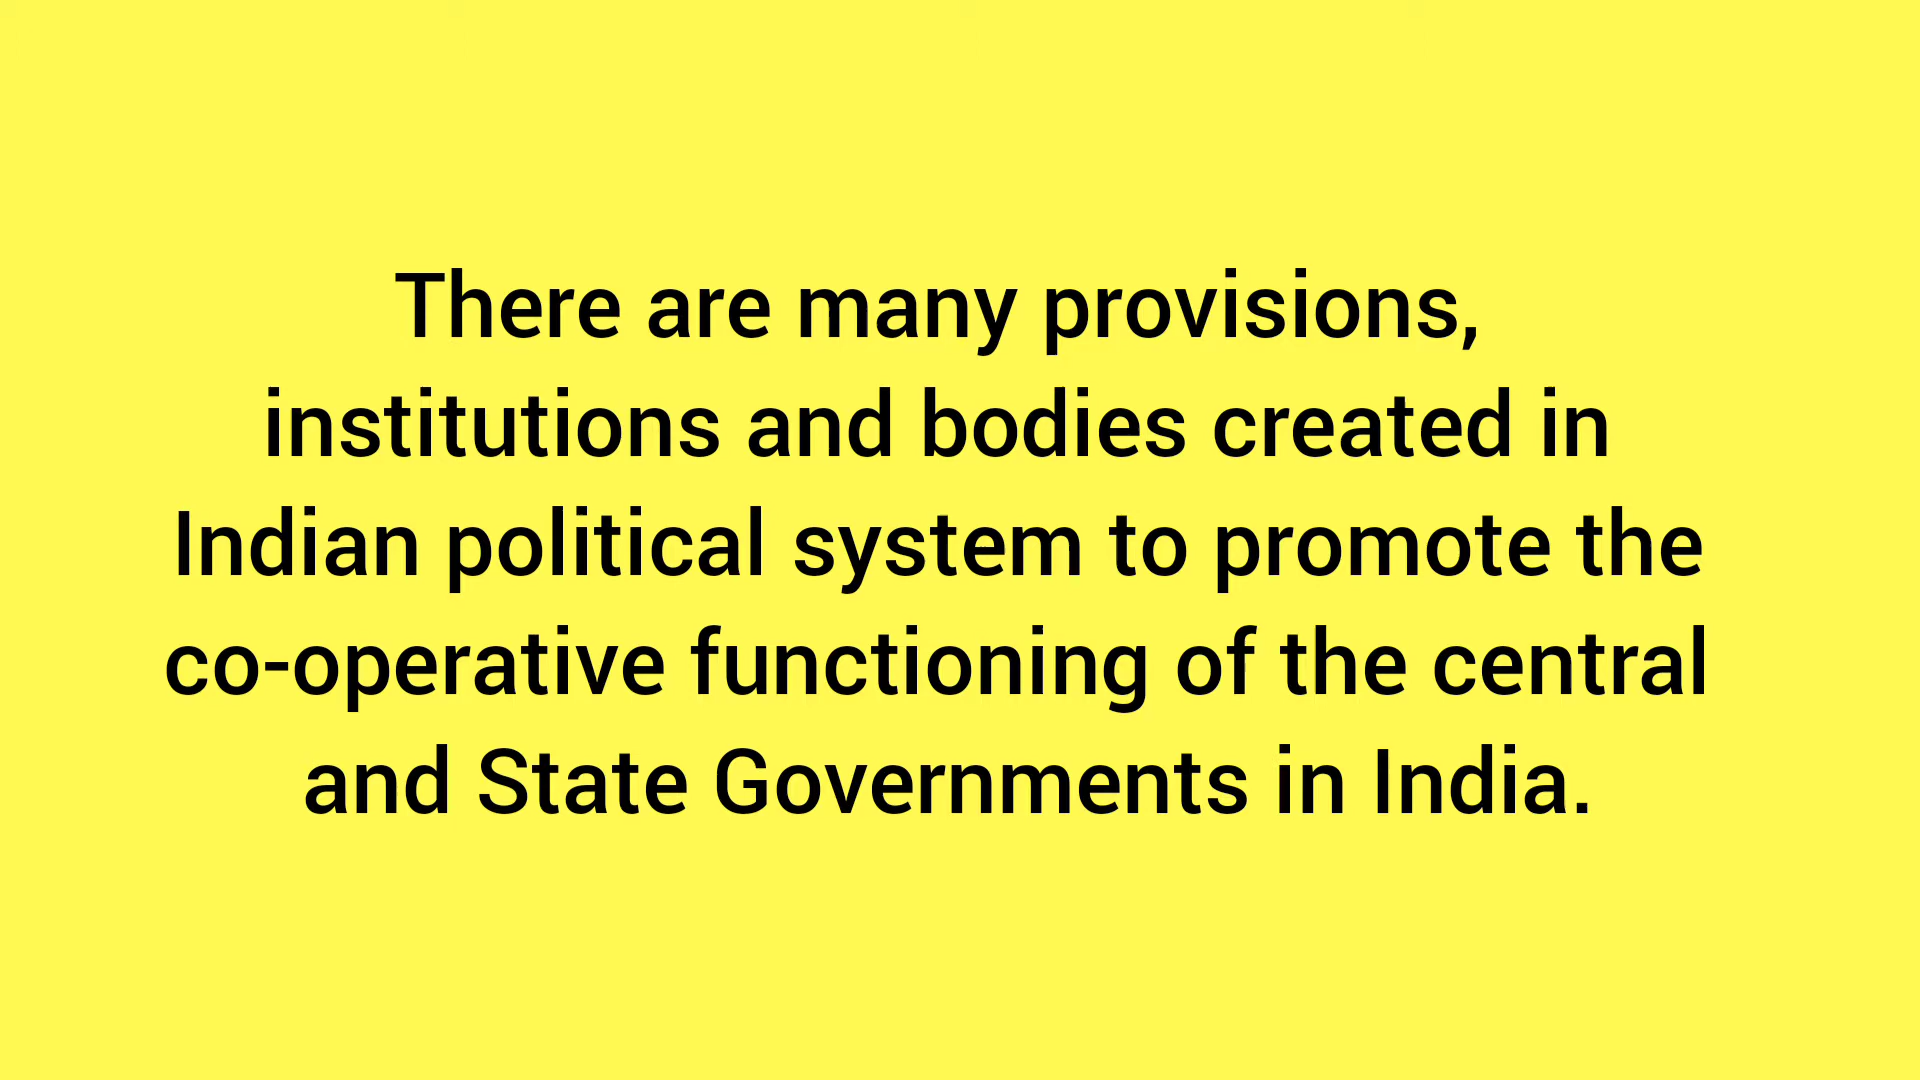 There are many provisions,
institutions and bodies created in
Indian political system to promote the
co-operative functioning of the central
and State Governments in India.